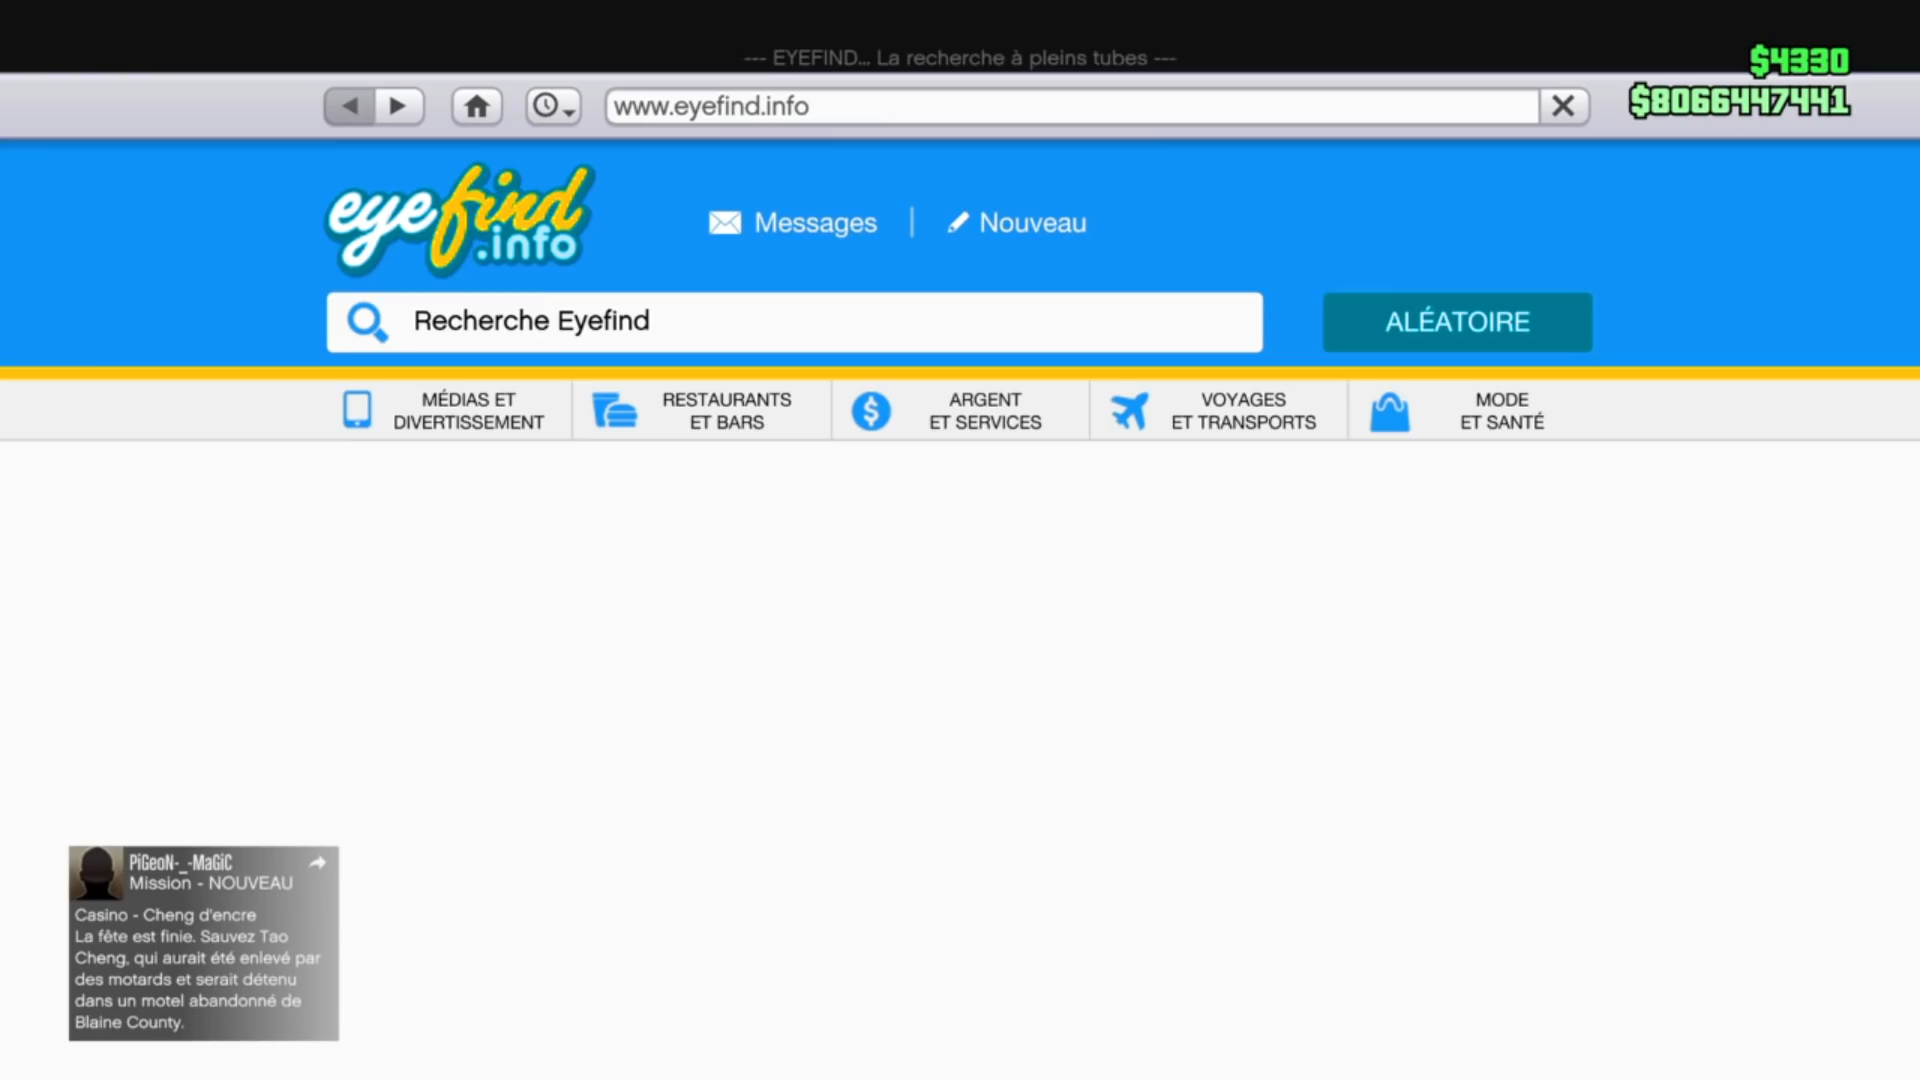 --- EYEFIND... La recherche à pleins tubes ---
$4330
$8066447441
www.eyefind.info
eyefind.info
Messages
Nouveau
Recherche Eyefind
ALÉATOIRE
MÉDIAS ET
DIVERTISSEMENT
RESTAURANTS
ET BARS
ARGENT
ET SERVICES
VOYAGES
ET TRANSPORTS
MODE
ET SANTÉ
PiGeoN-_-MaGiC
Mission - NOUVEAU
Casino - Cheng d'encre
La fête est finie. Sauvez Tao
Cheng, qui aurait été enlevé par
des motards et serait détenu
dans un motel abandonné de
Blaine County.